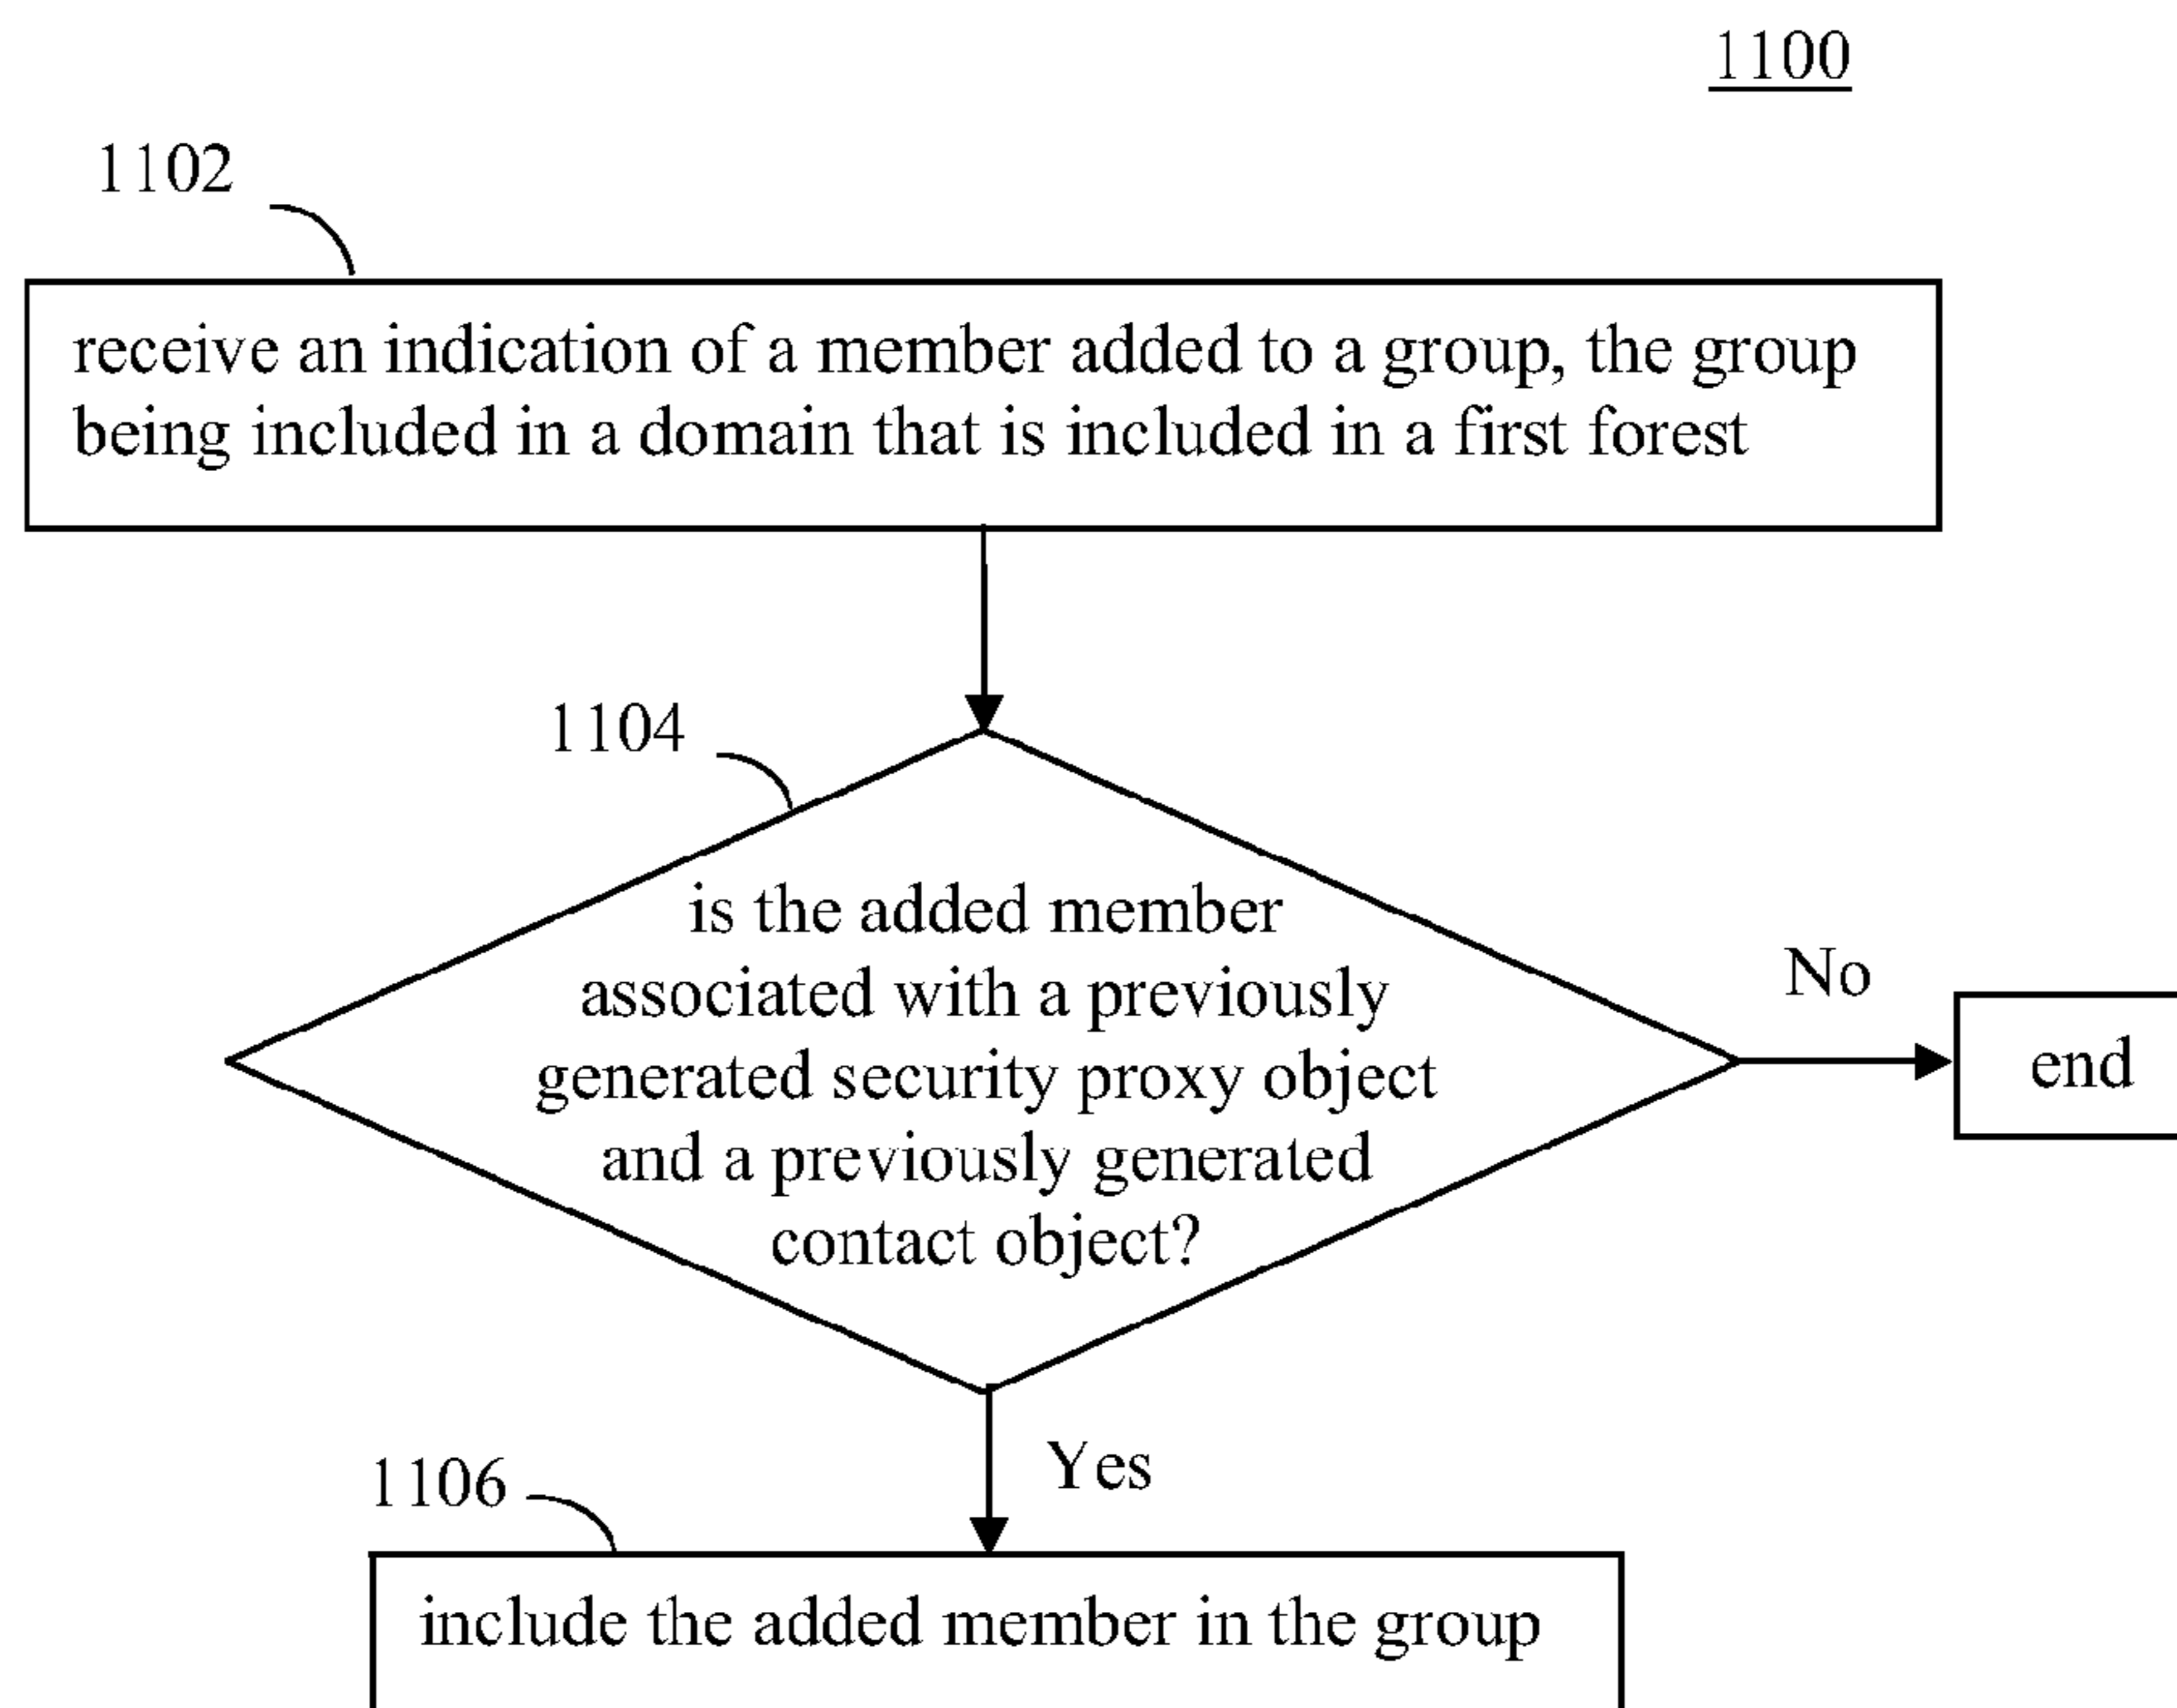 1100
1102
receive an indication of a member added to a group, the group
being included in a domain that is included in a first forest
1104
is the added member
associated with a previously
generated security proxy object
and a previously generated
contact object?
No
end
Yes
1106
include the added member in the group